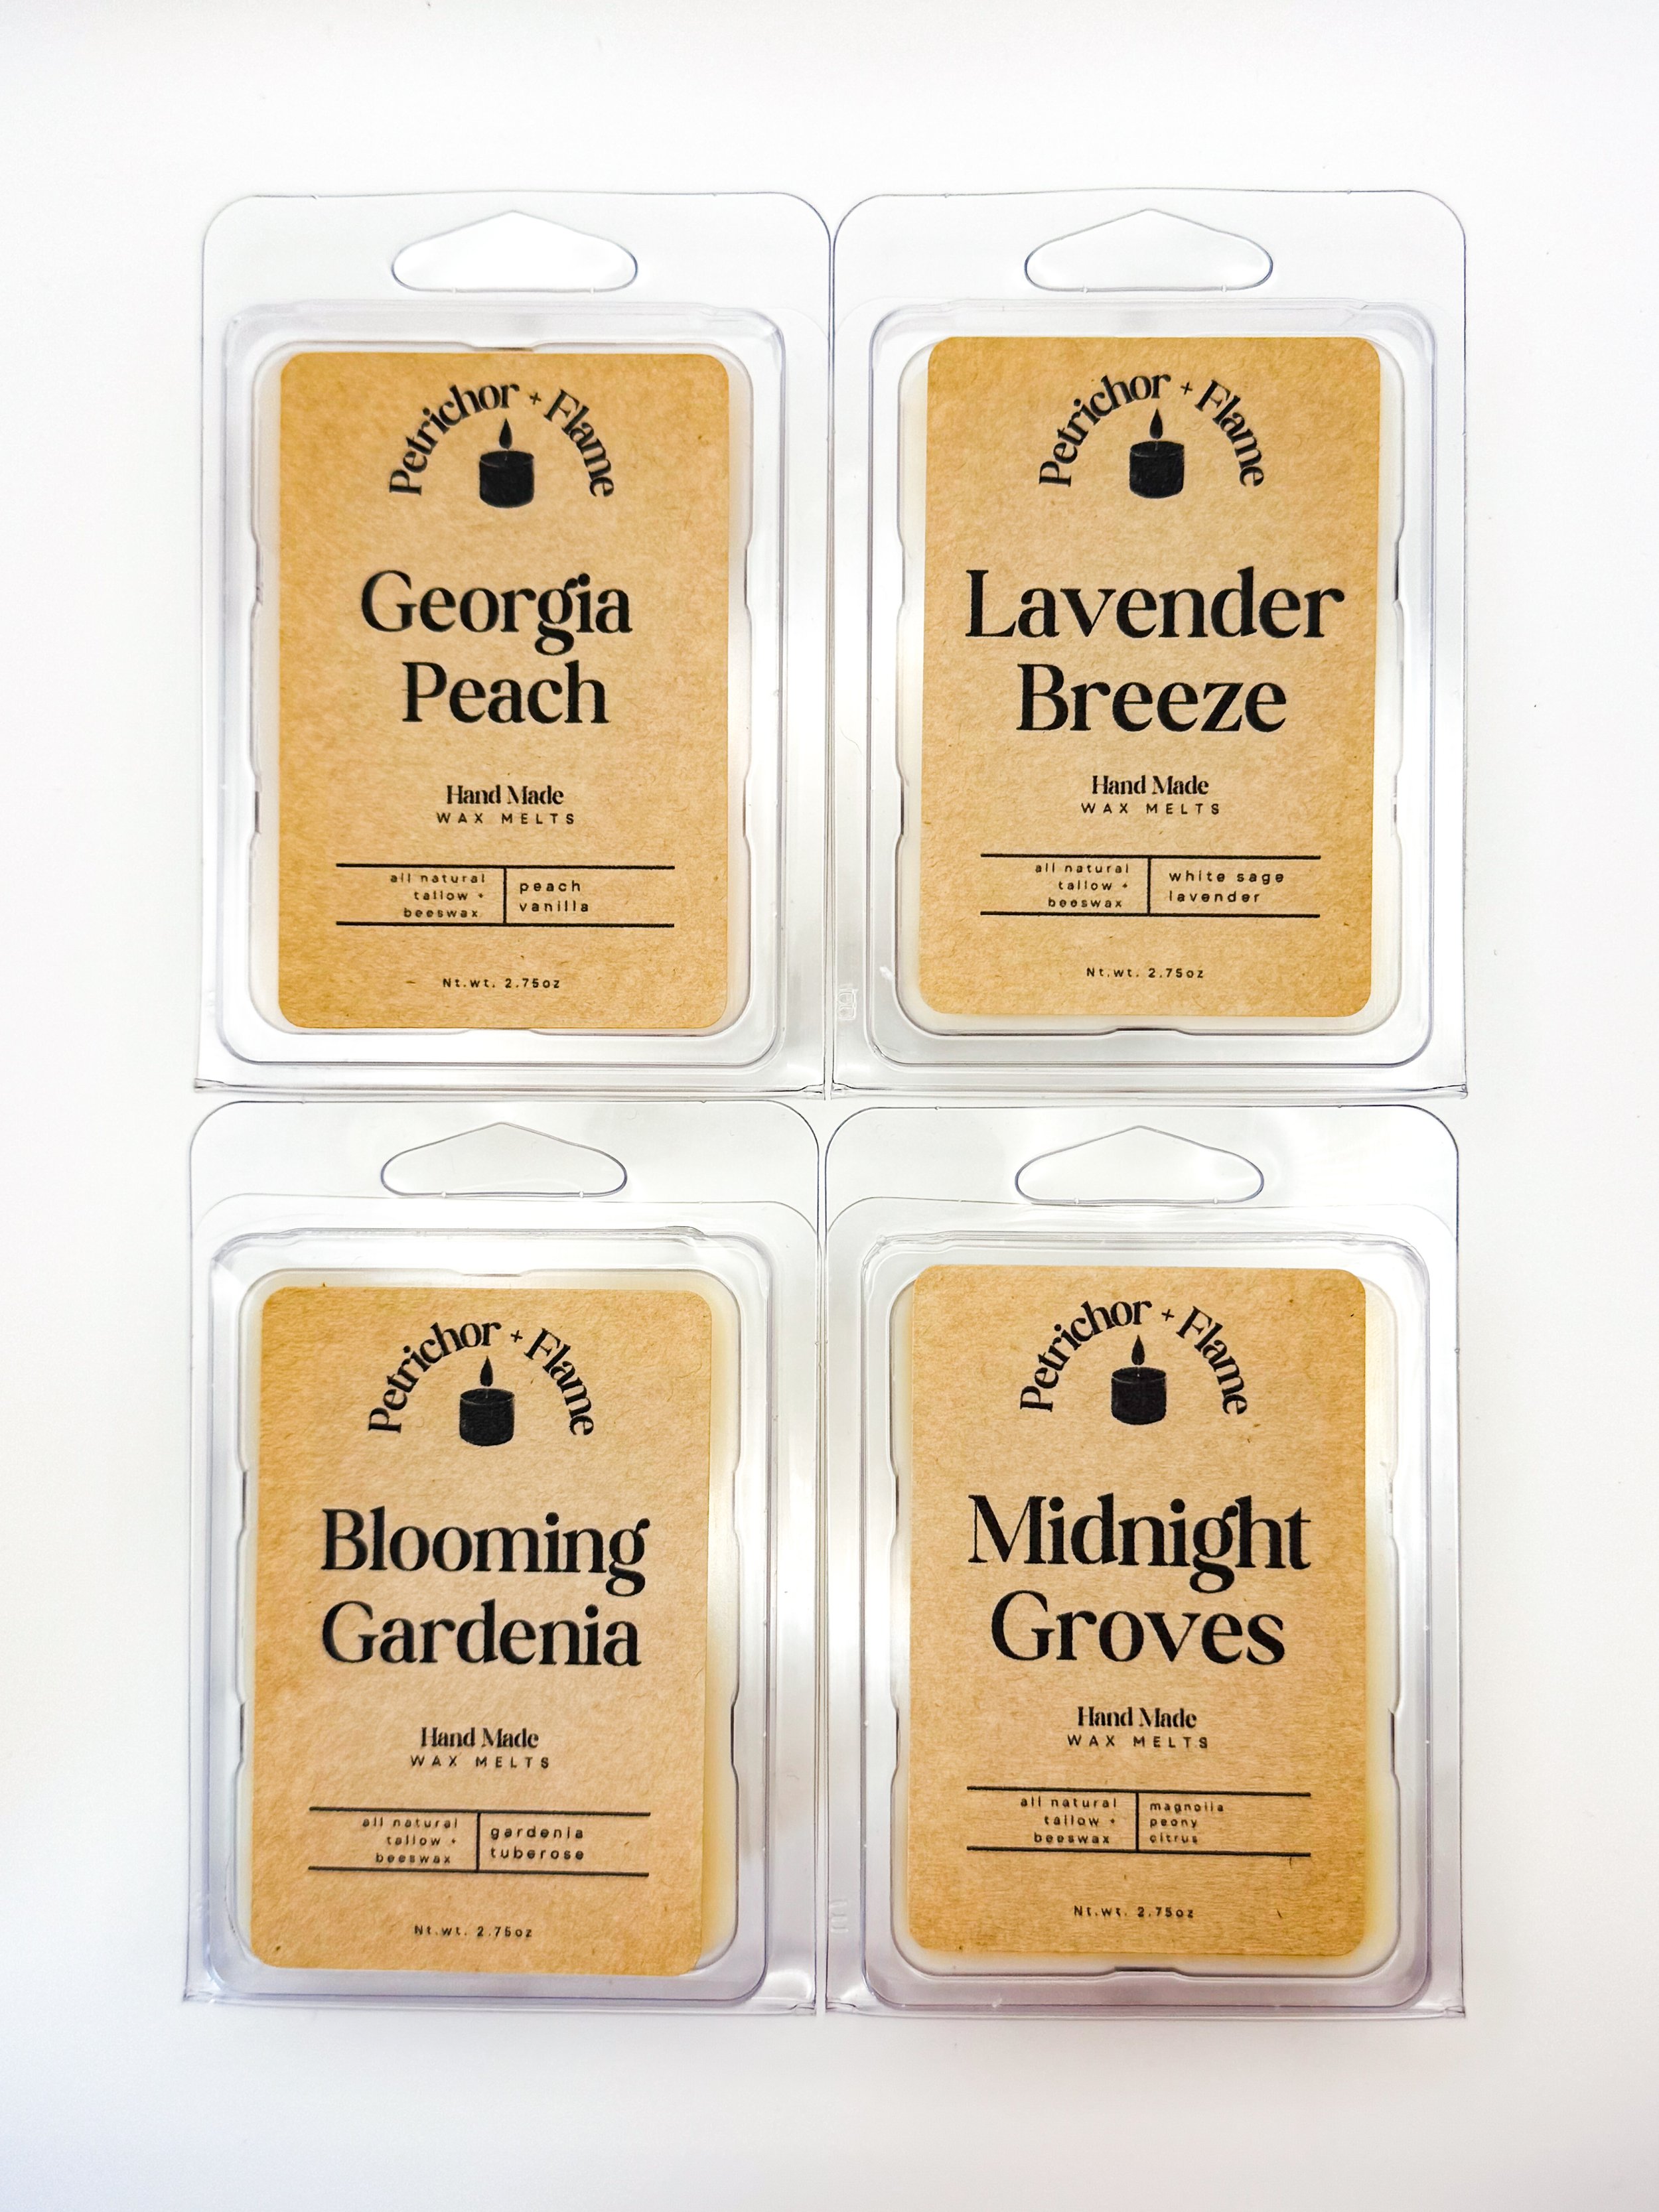 Petrichor + Flame
Georgia
Peach
Hand Made
WAX MELTS
all natural
tallow +
beeswax
peach
vanilla
Nt.wt. 2.75oz
Petrichor + Flame
Lavender
Breeze
Hand Made
WAX MELTS
all natural
tallow +
beeswax
white sage
lavender
Nt.wt. 2.75oz
Petrichor + Flame
Blooming
Gardenia
Hand Made
WAX MELTS
all natural
tallow +
beeswax
gardenia
tuberose
Nt.wt. 2.75oz
Petrichor + Flame
Midnight
Groves
Hand Made
WAX MELTS
all natural
tallow +
beeswax
magnolia
peony
citrus
Nt.wt. 2.75oz